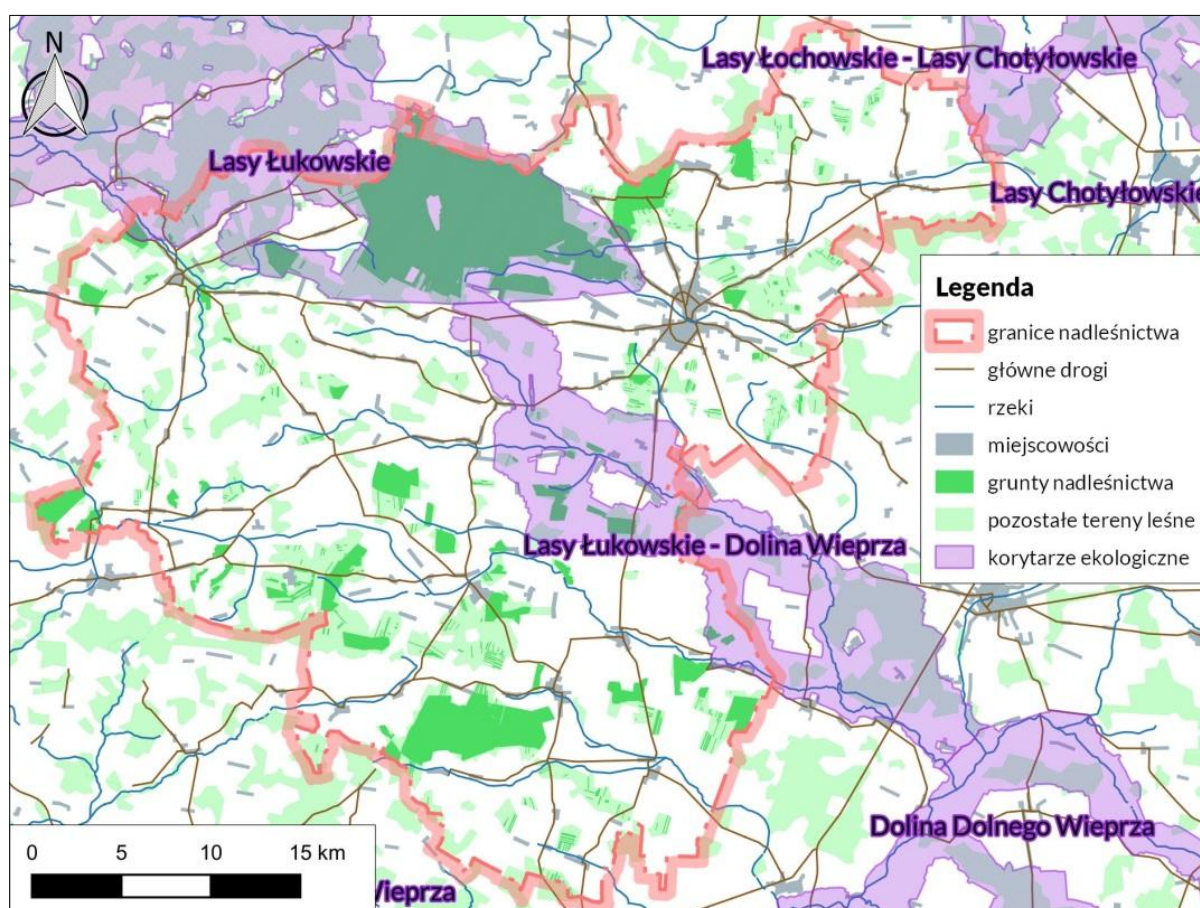 N
Lasy Łochowskie - Lasy Chotyłowskie
Lasy Łukowskie
Lasy Chotyłowskie
Legenda
granice nadleśnictwa
główne drogi
rzeki
miejscowości
grunty nadleśnictwa
pozostałe tereny leśne
korytarze ekologiczne
Lasy Łukowskie - Dolina Wieprza
Dolina Dolnego Wieprza
0 5 10 15 km
Wieprza